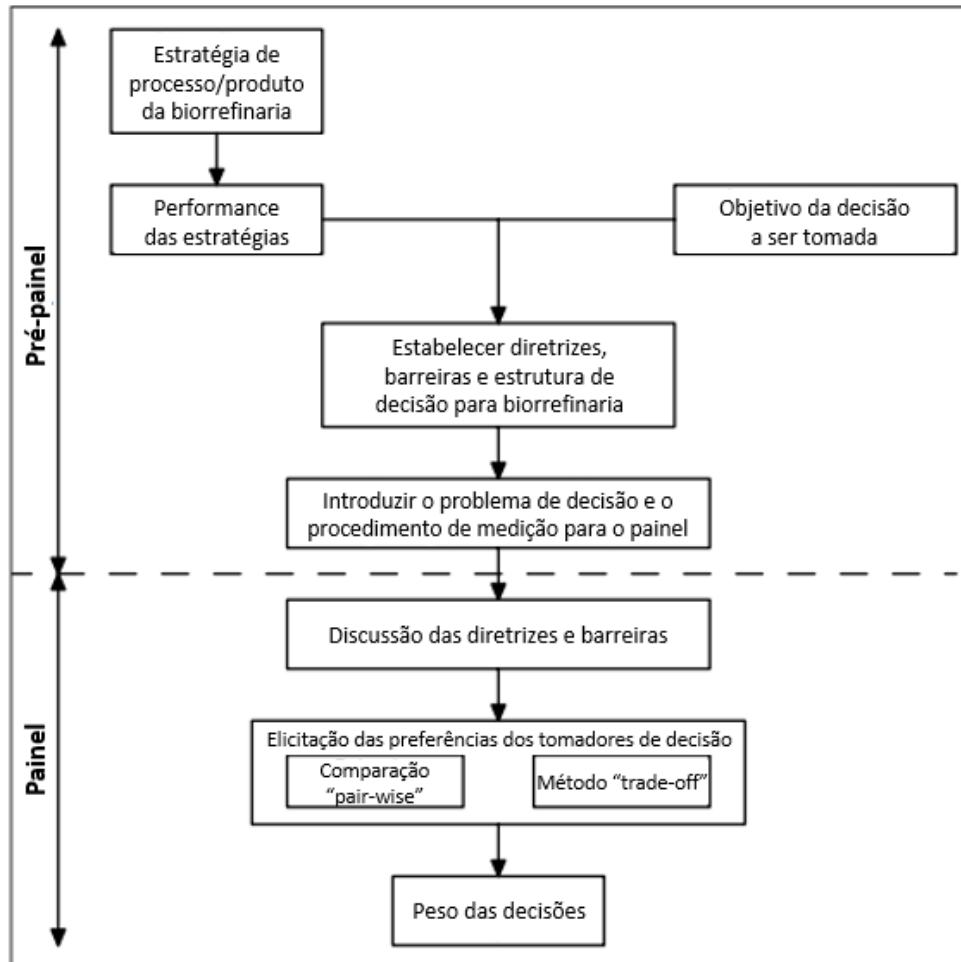 Estratégia de
processo/produto
da biorrefinaria
Performance
das estratégias
Objetivo da decisão
a ser tomada
Pré-painel
Estabelecer diretrizes,
barreiras e estrutura de
decisão para biorrefinaria
Introduzir o problema de decisão e o
procedimento de medição para o painel
Painel
Discussão das diretrizes e barreiras
Elicitação das preferências dos tomadores de decisão
Comparação
“pair-wise”
Método “trade-off”
Peso das decisões